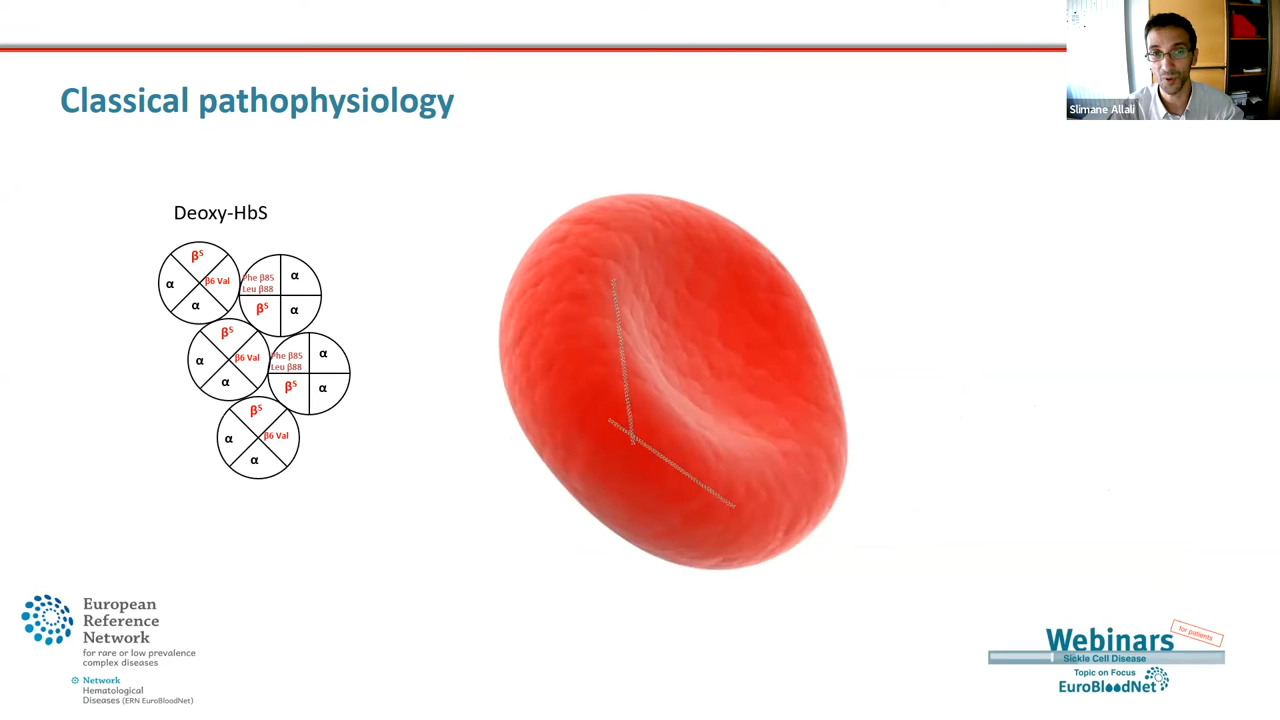 Slimane Allali
Classical pathophysiology
Deoxy-HbS
βS
α
β6 Val
α
Phe β85
Leu β88
α
βS
α
βS
α
β6 Val
α
Phe β85
Leu β88
α
βS
α
βS
α
β6 Val
α
European
Reference
Network
for rare or low prevalence
complex diseases
Network
Hematological
Diseases (ERN EuroBloodNet)
Webinars
for patients
Sickle Cell Disease
Topic on Focus
EuroBloodNet